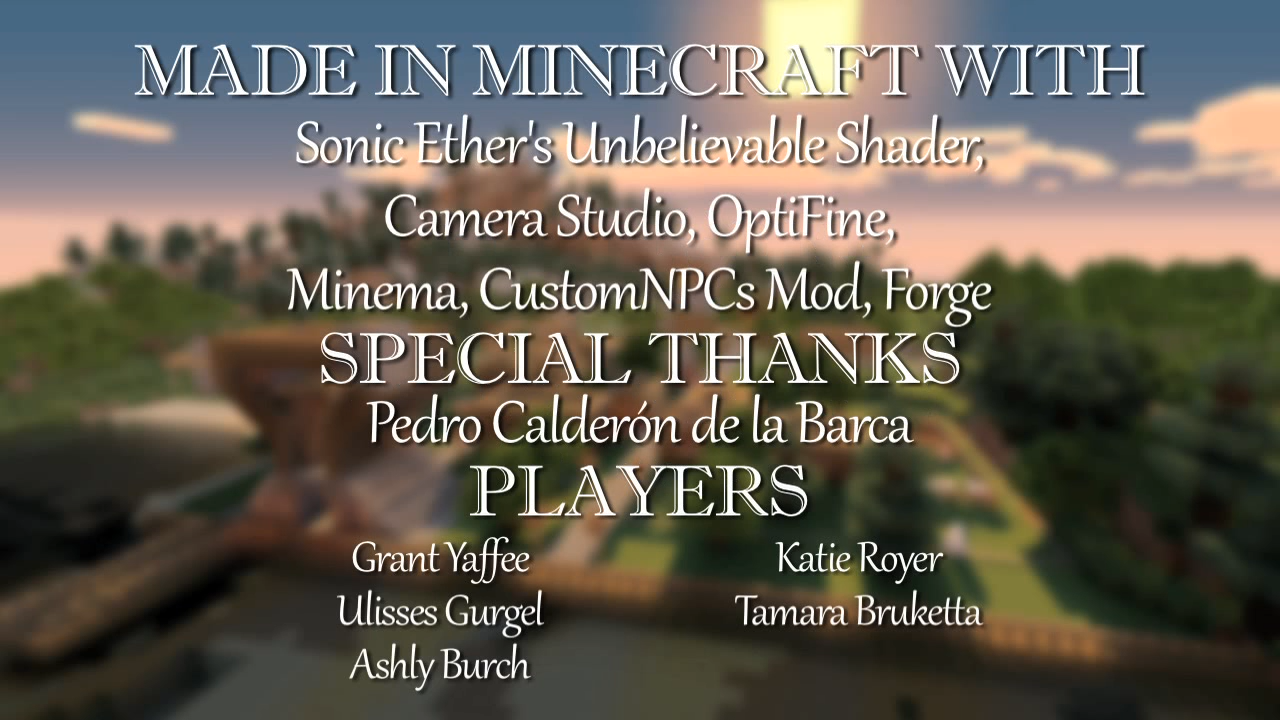 MADE IN MINECRAFT WITH
Sonic Ether's Unbelievable Shader,
Camera Studio, OptiFine,
Minema, CustomNPCs Mod, Forge
SPECIAL THANKS
Pedro Calderón de la Barca
PLAYERS
Grant Yaffee
Ulisses Gurgel
Ashly Burch
Katie Royer
Tamara Bruketta